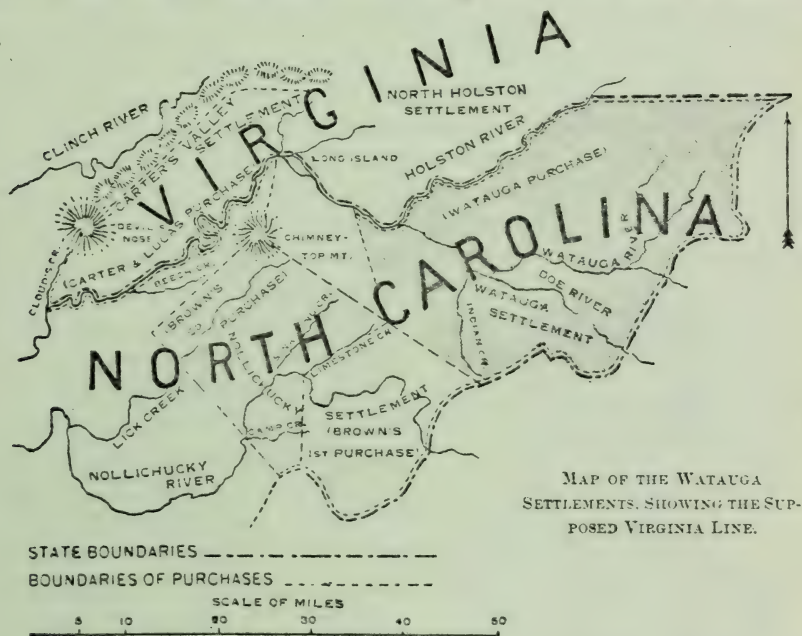 VIRGINIA
NORTH HOLSTON
SETTLEMENT
CLINCH RIVER
CARTER'S VALLEY
SETTLEMENT
LONG ISLAND
HOLSTON RIVER
(WATAUGA PURCHASE)
"DEVIL'S
NOSE
(CARTER & LUCAS PURCHASE)
CHIMNEY-
TOP MT.
CLOUD'S CR.
BEECH CR.
NORTH CAROLINA
WATAUGA
RIVER
DOE RIVER
WATAUGA
SETTLEMENT
INDIAN CR.
(BROWN'S
2D PURCHASE)
LIMESTONE CR.
NOLLICHUCKY
SETTLEMENT
(BROWN'S
1ST PURCHASE)
CAMP CR.
LICK CREEK
NOLLICHUCKY
RIVER
MAP OF THE WATAUGA
SETTLEMENTS. SHOWING THE SUP-
POSED VIRGINIA LINE.
STATE BOUNDARIES
BOUNDARIES OF PURCHASES
SCALE OF MILES
5 10 20 30 40 50